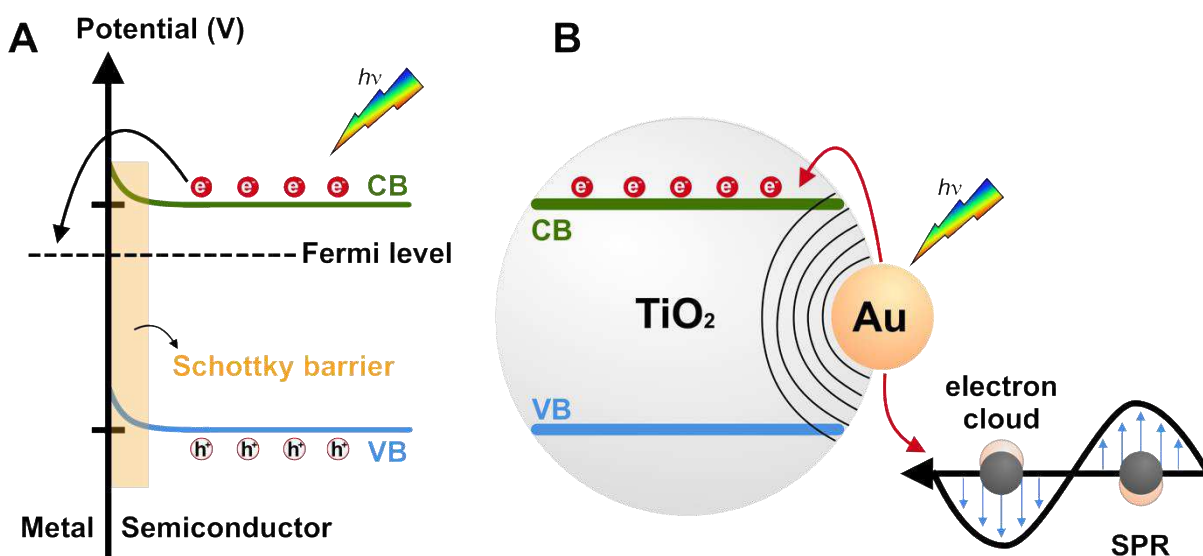 A
Potential (V)
hν
e⁻ e⁻ e⁻ e⁻
CB
Fermi level
Schottky barrier
VB
h⁺ h⁺ h⁺ h⁺
Metal
Semiconductor
B
hν
e⁻ e⁻ e⁻ e⁻ e⁻
CB
TiO₂
Au
VB
electron
cloud
SPR